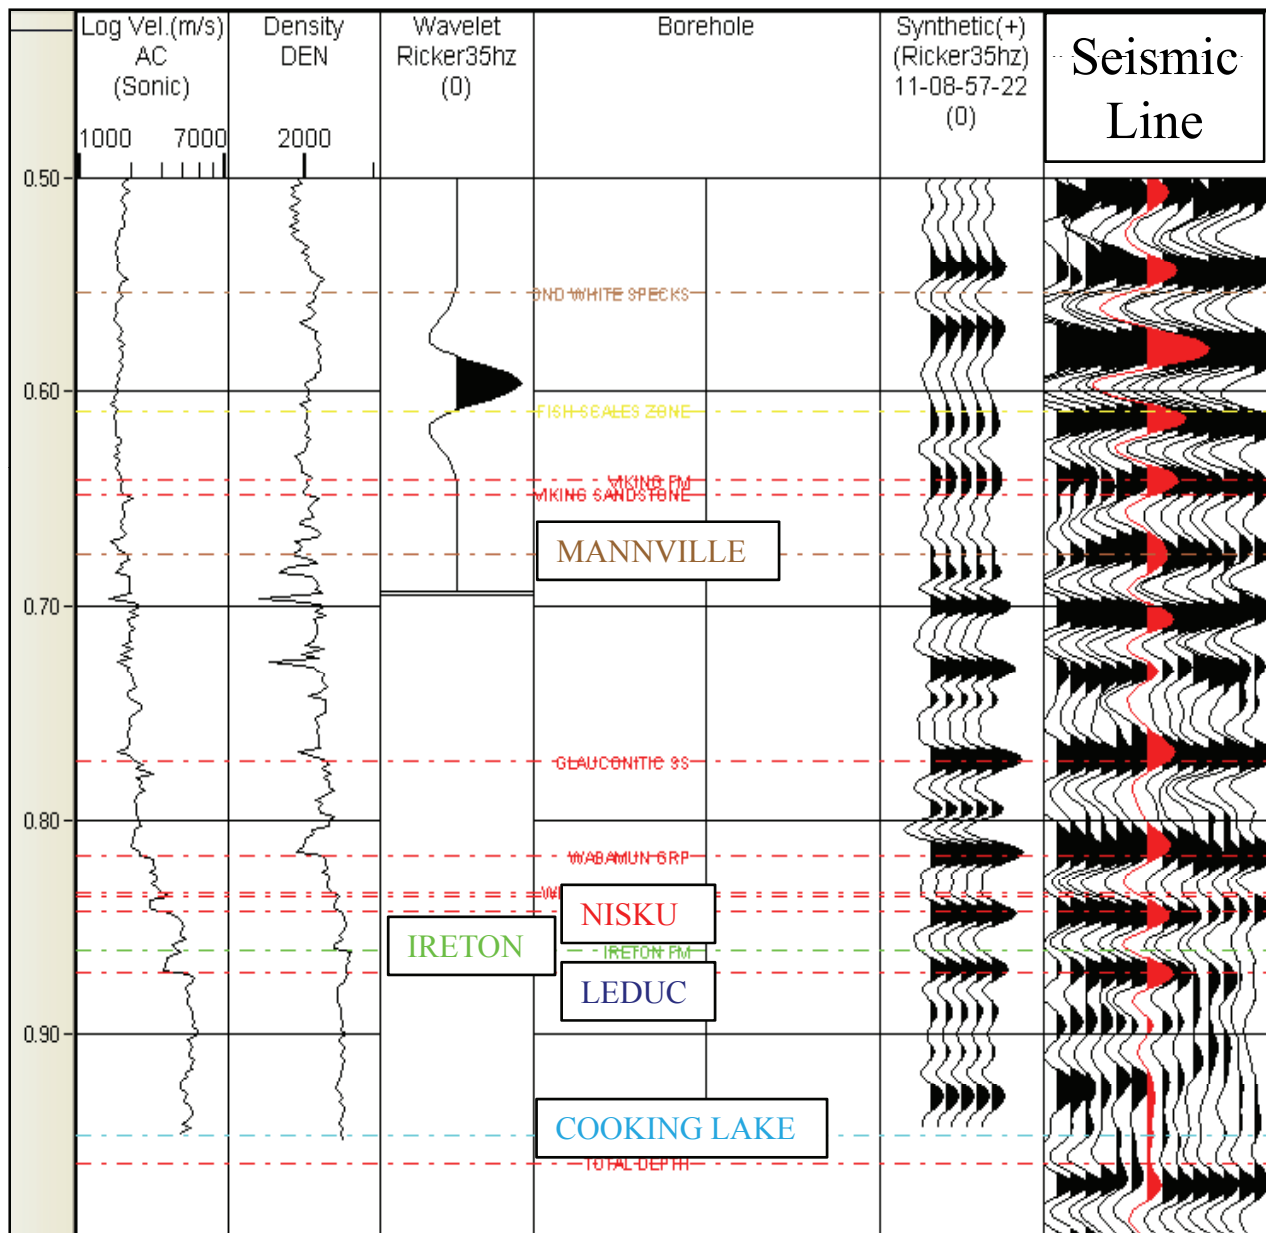 Log Vel.(m/s)
AC
(Sonic)
1000 7000
Density
DEN
2000
Wavelet
Ricker35hz
(0)
Borehole
Synthetic(+)
(Ricker35hz)
11-08-57-22
(0)
Seismic
Line
0.50
ND WHITE SPECKS
0.60
FISH SCALES ZONE
VIKING FM
VIKING SANDSTONE
MANNVILLE
0.70
GLAUCONITIC SS
0.80
WABAMUN GRP
NISKU
IRETON
IRETON FM
LEDUC
0.90
COOKING LAKE
TOTAL DEPTH